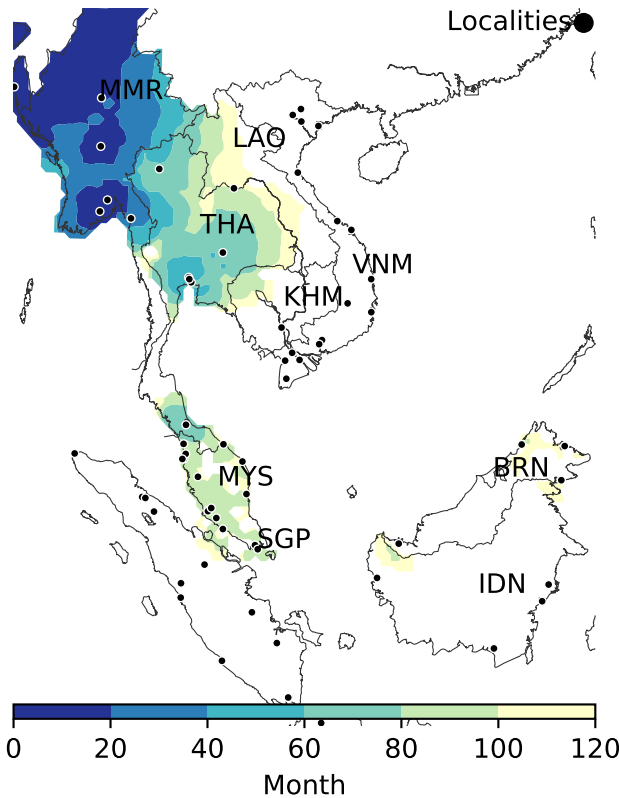 Localities
MMR
LAO
THA
VNM
KHM
MYS
BRN
SGP
IDN
0 20 40 60 80 100 120
Month